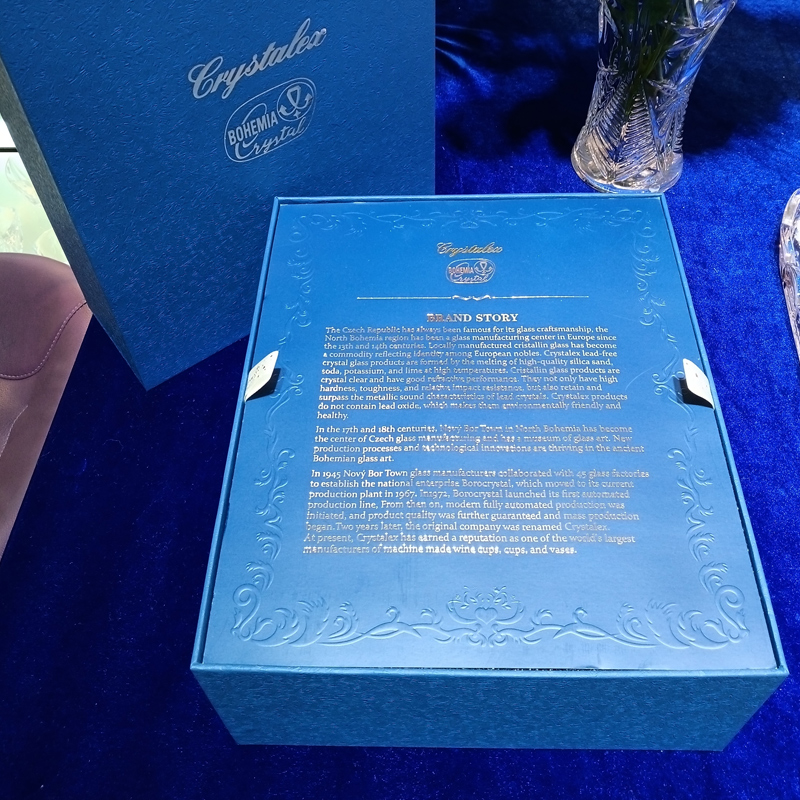 Crystalex
BOHEMIA
Crystal
Crystalex
BOHEMIA
Crystal
BRAND STORY
The Czech Republic has always been famous for its glass craftsmanship, the
North Bohemia region has been a glass manufacturing center in Europe since
the 13th and 14th centuries. Locally manufactured cristallin glass has become
a commodity reflecting identity among European nobles. Crystalex lead-free
crystal glass products are formed by the melting of high-quality silica sand,
soda, potassium, and lime at high temperatures. Cristallin glass products are
crystal clear and have good refractive performance. They not only have high
hardness, toughness, and relative impact resistance, but also retain and
surpass the metallic sound characteristics of lead crystals. Crystalex products
do not contain lead oxide, which makes them environmentally friendly and
healthy.
In the 17th and 18th centuries, Nový Bor Town in North Bohemia has become
the center of Czech glass manufacturing and has a museum of glass art. New
production processes and technological innovations are thriving in the ancient
Bohemian glass art.
In 1945 Nový Bor Town glass manufacturers collaborated with 45 glass factories
to establish the national enterprise Borocrystal, which moved to its current
production plant in 1967. In1972, Borocrystal launched its first automated
production line, From then on, modern fully automated production was
initiated, and product quality was further guaranteed and mass production
began.Two years later, the original company was renamed Crystalex.
At present, Crystalex has earned a reputation as one of the world's largest
manufacturers of machine made wine cups, cups, and vases.